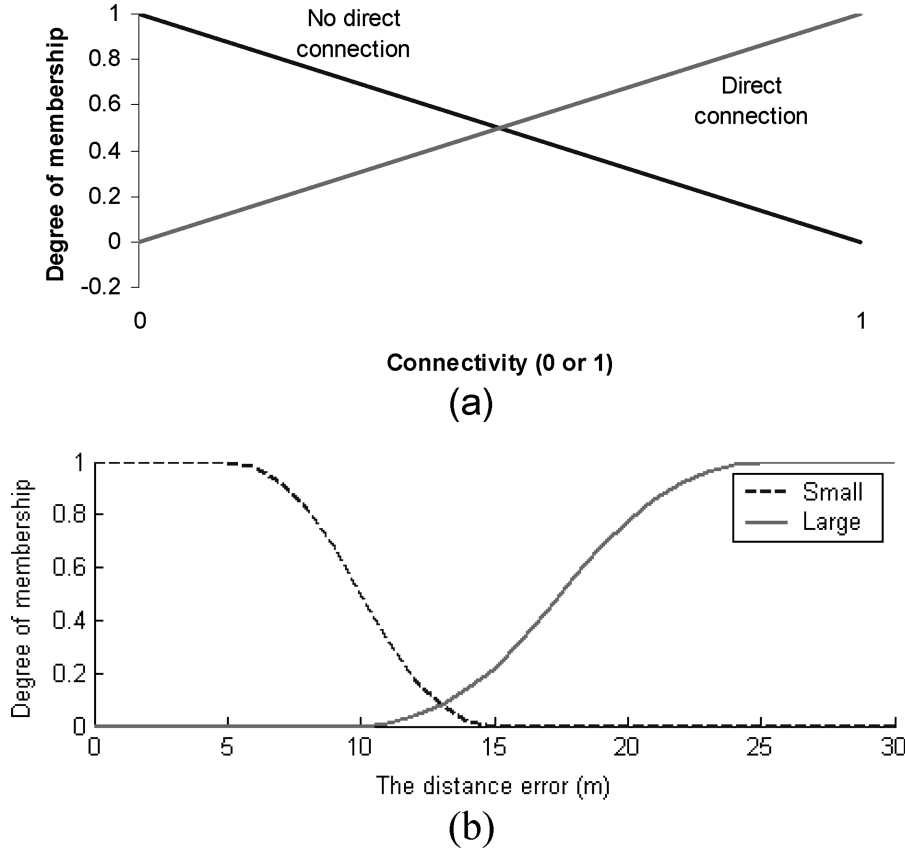 Degree of membership
1
0.8
0.6
0.4
0.2
0
-0.2
No direct
connection
Direct
connection
0
1
Connectivity (0 or 1)
(a)
Degree of membership
1
0.8
0.6
0.4
0.2
0
Small
Large
0 5 10 15 20 25 30
The distance error (m)
(b)